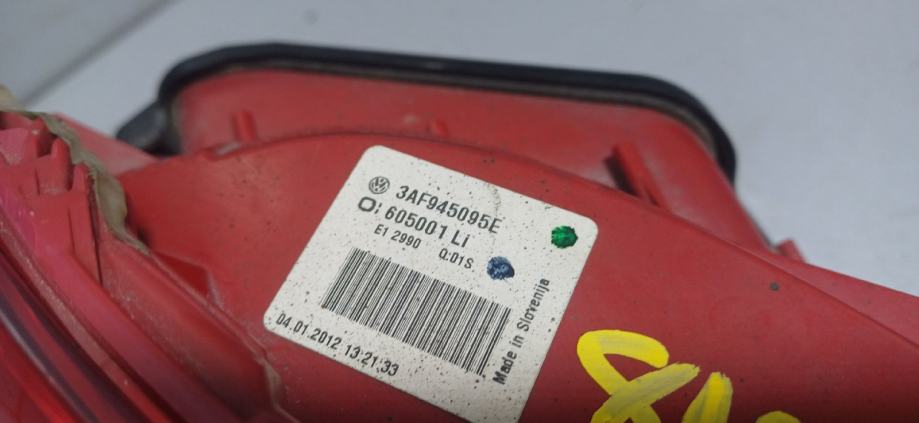 3AF945095E
O: 605001 Li
E1 2990 Q:01S
04.01.2012 13:21:33
Made in Slovenija